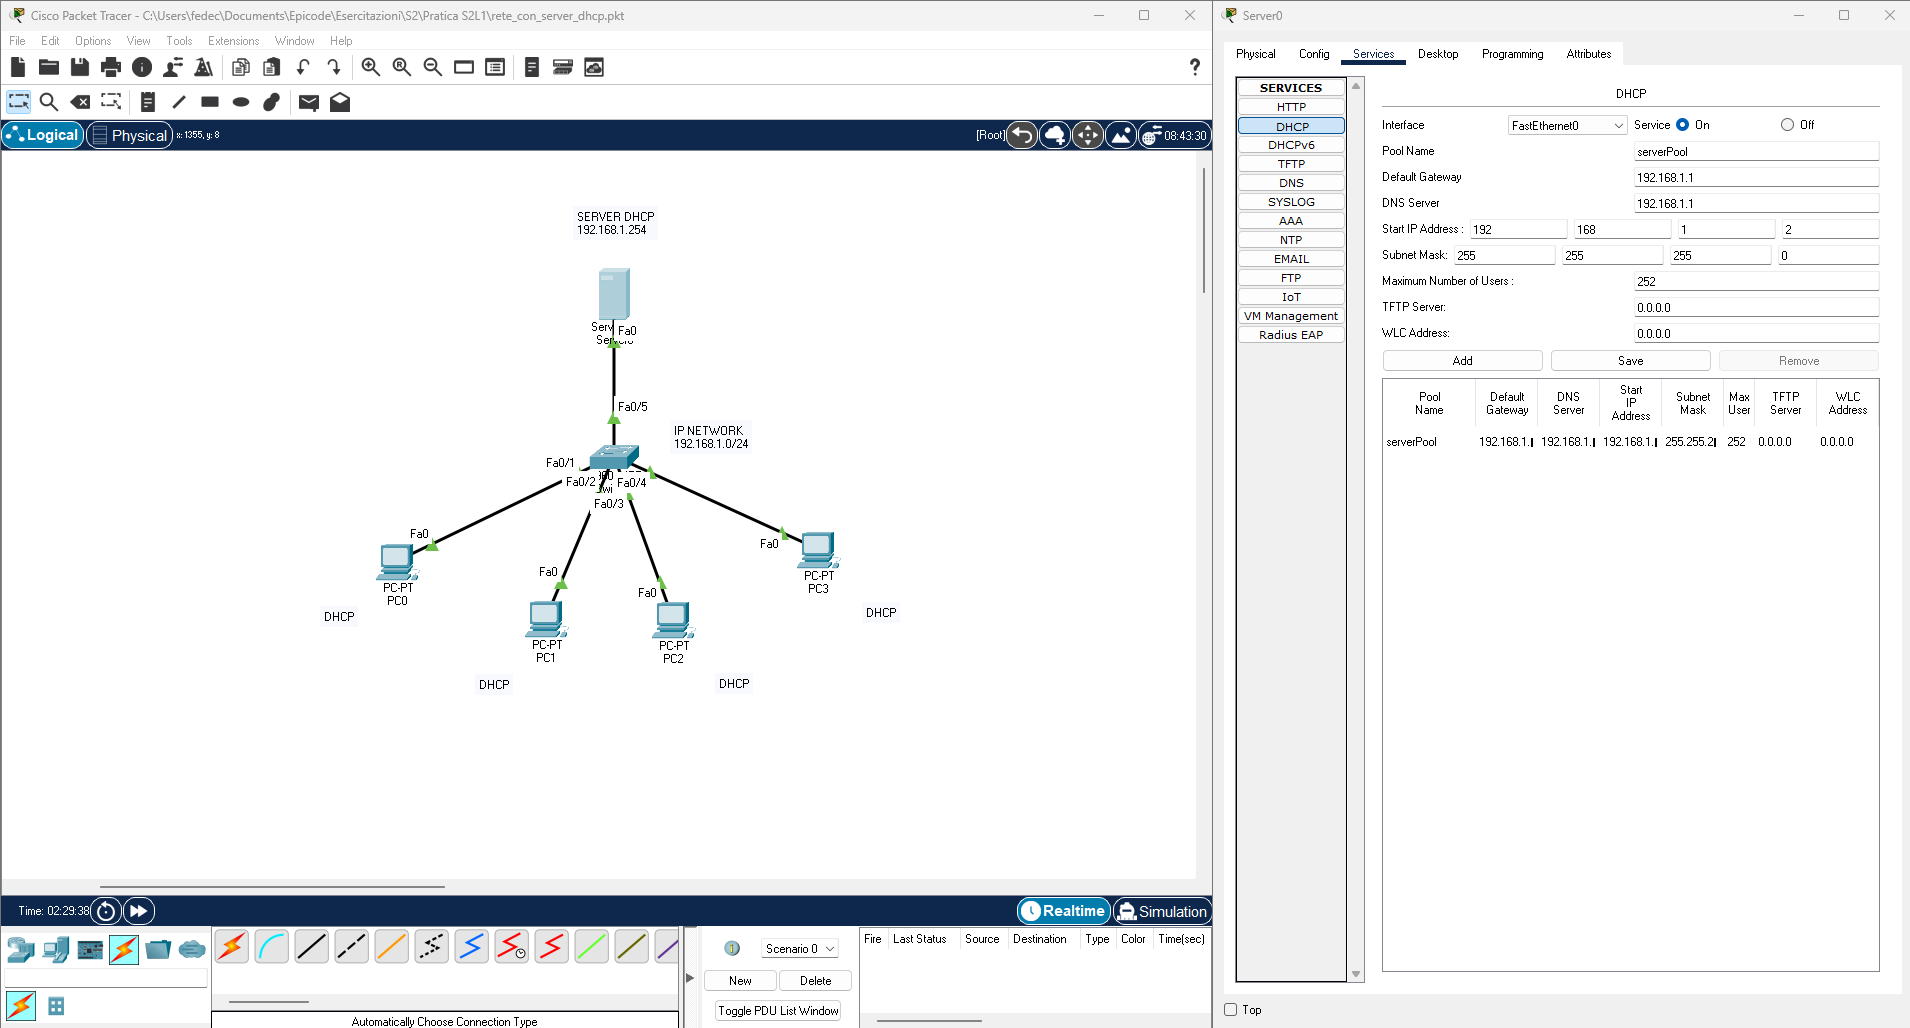 Cisco Packet Tracer - C:\Users\fedec\Documents\Epicode\Esercitazioni\S2\Pratica S2L1\rete_con_server_dhcp.pkt
File Edit Options View Tools Extensions Window Help
Logical Physical x: 1355, y: 8 [Root] 08:43:30
SERVER DHCP
192.168.1.254
Fa0
Fa0/5
IP NETWORK
192.168.1.0/24
Fa0/1
Fa0/2
Fa0/4
Fa0/3
Fa0
PC-PT
PC0
DHCP
Fa0
PC-PT
PC1
DHCP
Fa0
PC-PT
PC2
DHCP
Fa0
PC-PT
PC3
DHCP
Time: 02:29:38 Realtime Simulation
Automatically Choose Connection Type
Scenario 0
New Delete
Toggle PDU List Window
Fire Last Status Source Destination Type Color Time(sec)
Server0
Physical Config Services Desktop Programming Attributes
SERVICES
HTTP
DHCP
DHCPv6
TFTP
DNS
SYSLOG
AAA
NTP
EMAIL
FTP
IoT
VM Management
Radius EAP
DHCP
Interface FastEthernet0 Service On Off
Pool Name serverPool
Default Gateway 192.168.1.1
DNS Server 192.168.1.1
Start IP Address : 192 168 1 2
Subnet Mask: 255 255 255 0
Maximum Number of Users : 252
TFTP Server: 0.0.0.0
WLC Address: 0.0.0.0
Add Save Remove
Pool Name Default Gateway DNS Server Start IP Address Subnet Mask Max User TFTP Server WLC Address
serverPool 192.168.1. 192.168.1. 192.168.1. 255.255.2 252 0.0.0.0 0.0.0.0
Top